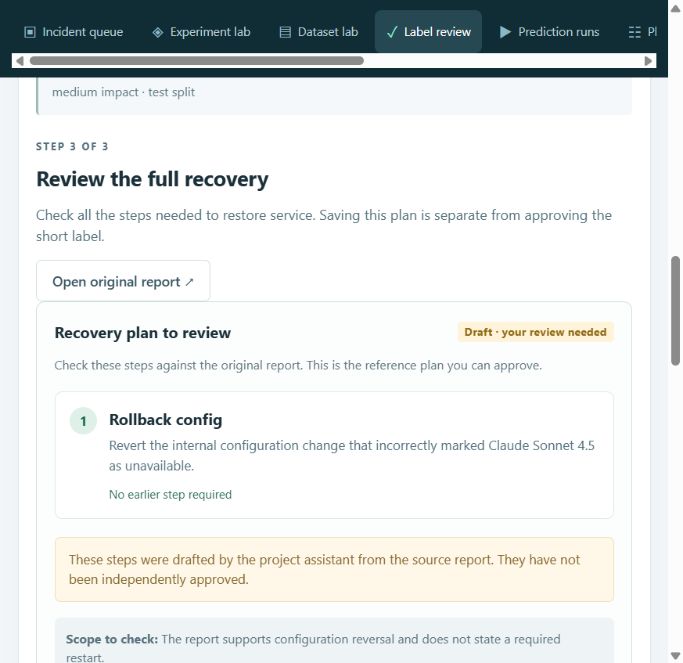 Incident queue
Experiment lab
Dataset lab
Label review
Prediction runs
Pl
medium impact · test split
STEP 3 OF 3
Review the full recovery
Check all the steps needed to restore service. Saving this plan is separate from approving the
short label.
Open original report ↗
Recovery plan to review
Draft · your review needed
Check these steps against the original report. This is the reference plan you can approve.
1
Rollback config
Revert the internal configuration change that incorrectly marked Claude Sonnet 4.5
as unavailable.
No earlier step required
These steps were drafted by the project assistant from the source report. They have not
been independently approved.
Scope to check: The report supports configuration reversal and does not state a required
restart.